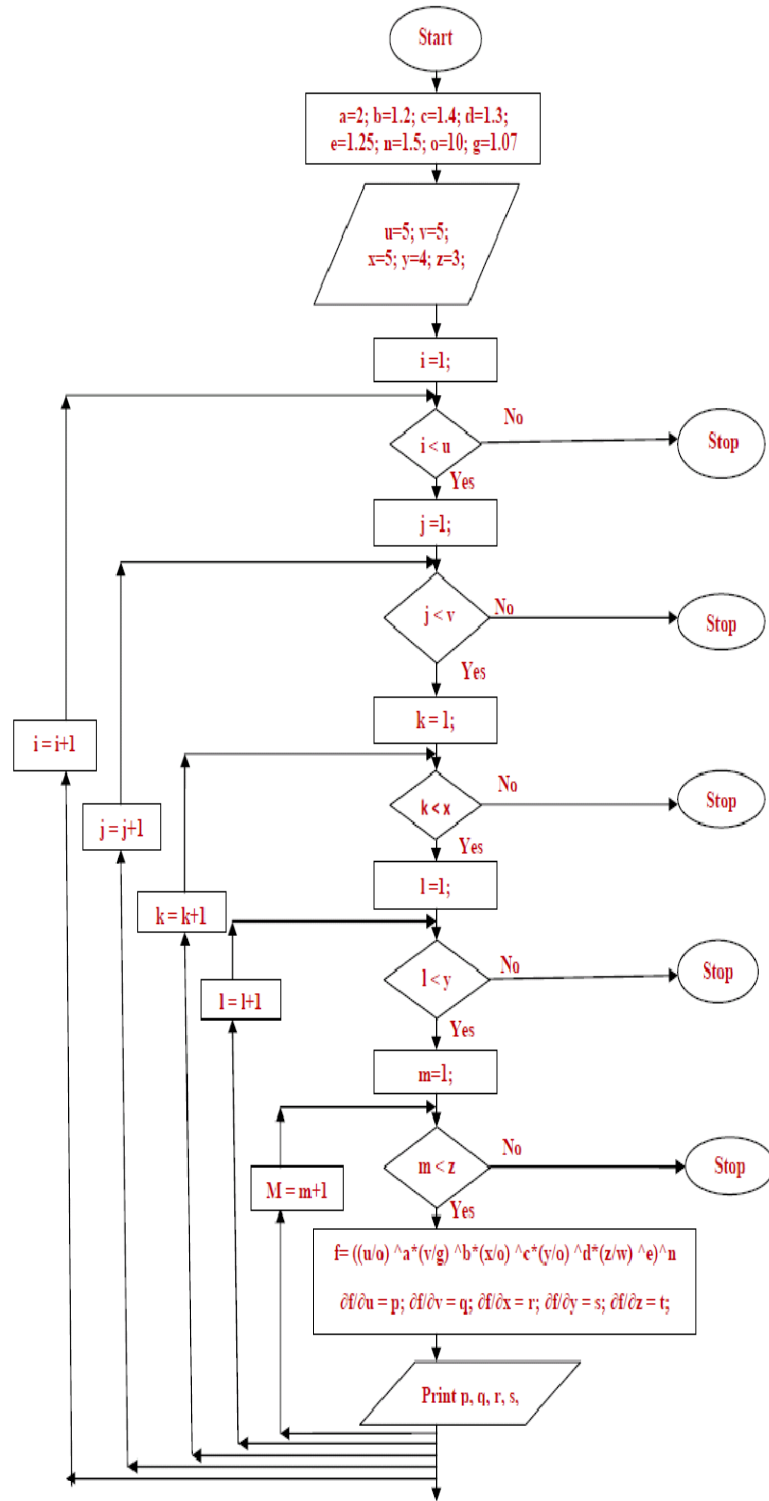 Start
a=2; b=1.2; c=1.4; d=1.3;
e=1.25; n=1.5; o=10; g=1.07
u=5; v=5;
x=5; y=4; z=3;
i =1;
i < u
No
Stop
Yes
j =1;
j < v
No
Stop
Yes
k = 1;
i = i+1
k < x
No
Stop
j = j+1
Yes
l =1;
k = k+1
l < y
No
Stop
l = l+1
Yes
m=1;
m < z
No
Stop
M = m+1
Yes
f= ((u/o) ^a*(v/g) ^b*(x/o) ^c*(y/o) ^d*(z/w) ^e)^n
∂f/∂u = p; ∂f/∂v = q; ∂f/∂x = r; ∂f/∂y = s; ∂f/∂z = t;
Print p, q, r, s,